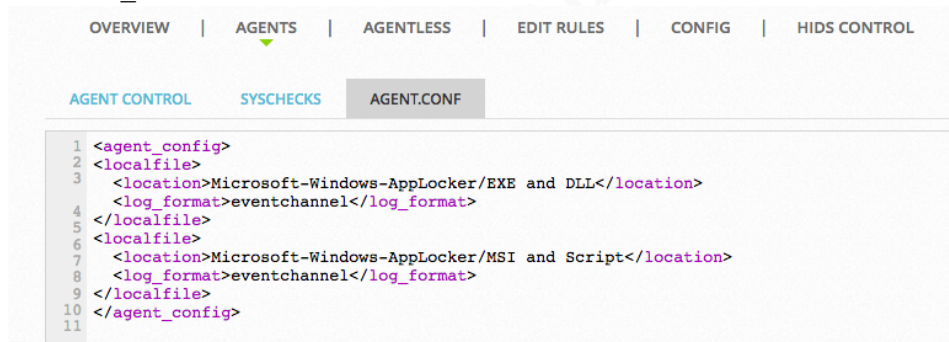 OVERVIEW | AGENTS | AGENTLESS | EDIT RULES | CONFIG | HIDS CONTROL
AGENT CONTROL SYSCHECKS AGENT.CONF
1 <agent_config>
2 <localfile>
3 <location>Microsoft-Windows-AppLocker/EXE and DLL</location>
4 <log_format>eventchannel</log_format>
5 </localfile>
6 <localfile>
7 <location>Microsoft-Windows-AppLocker/MSI and Script</location>
8 <log_format>eventchannel</log_format>
9 </localfile>
10 </agent_config>
11